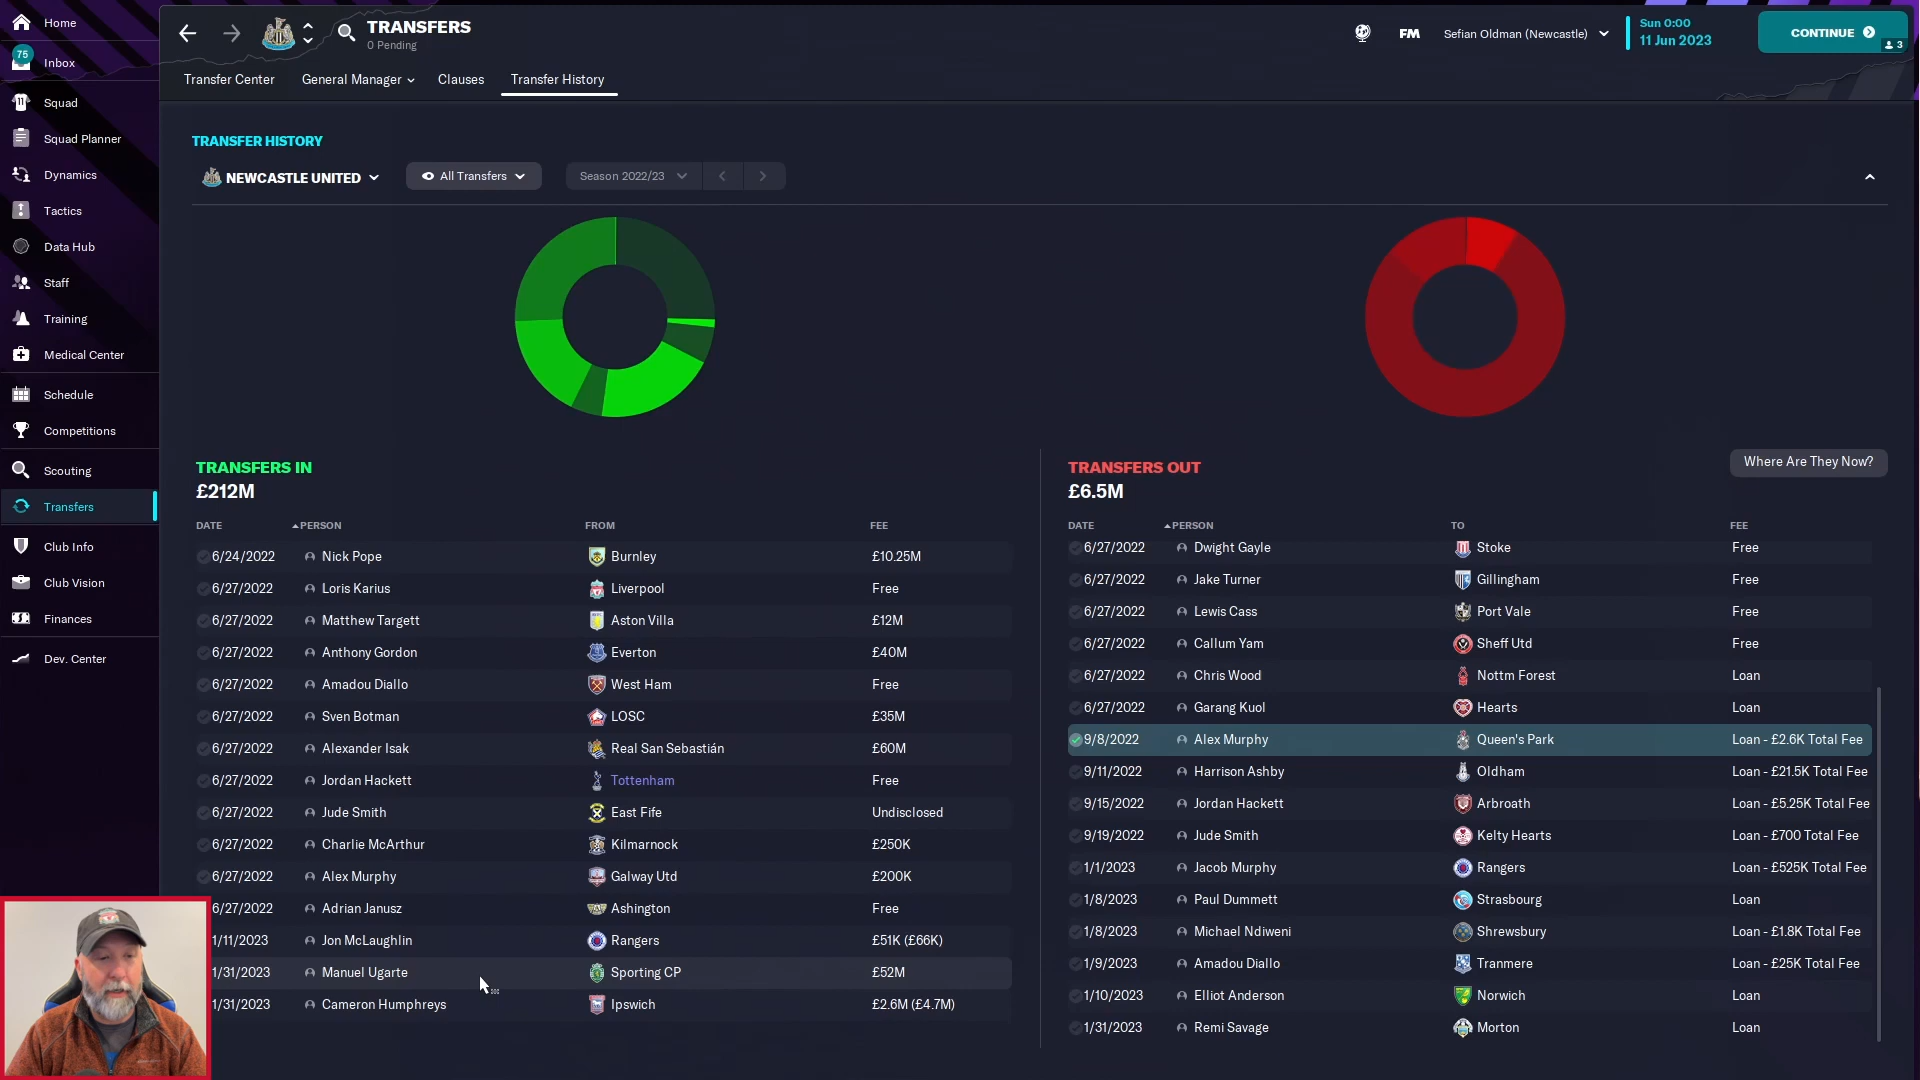 Home
75
Inbox
Squad
Squad Planner
Dynamics
Tactics
Data Hub
Staff
Training
Medical Center
Schedule
Competitions
Scouting
Transfers
Club Info
Club Vision
Finances
Dev. Center
TRANSFERS
0 Pending
FM
Sefian Oldman (Newcastle)
Sun 0:00
11 Jun 2023
CONTINUE
3
Transfer Center General Manager Clauses Transfer History
TRANSFER HISTORY
NEWCASTLE UNITED All Transfers Season 2022/23
TRANSFERS IN
£212M
DATE PERSON FROM FEE
6/24/2022 Nick Pope Burnley £10.25M
6/27/2022 Loris Karius Liverpool Free
6/27/2022 Matthew Targett Aston Villa £12M
6/27/2022 Anthony Gordon Everton £40M
6/27/2022 Amadou Diallo West Ham Free
6/27/2022 Sven Botman LOSC £35M
6/27/2022 Alexander Isak Real San Sebastián £60M
6/27/2022 Jordan Hackett Tottenham Free
6/27/2022 Jude Smith East Fife Undisclosed
6/27/2022 Charlie McArthur Kilmarnock £250K
6/27/2022 Alex Murphy Galway Utd £200K
6/27/2022 Adrian Janusz Ashington Free
1/11/2023 Jon McLaughlin Rangers £51K (£66K)
1/31/2023 Manuel Ugarte Sporting CP £52M
1/31/2023 Cameron Humphreys Ipswich £2.6M (£4.7M)
TRANSFERS OUT
£6.5M
Where Are They Now?
DATE PERSON TO FEE
6/27/2022 Dwight Gayle Stoke Free
6/27/2022 Jake Turner Gillingham Free
6/27/2022 Lewis Cass Port Vale Free
6/27/2022 Callum Yam Sheff Utd Free
6/27/2022 Chris Wood Nottm Forest Loan
6/27/2022 Garang Kuol Hearts Loan
9/8/2022 Alex Murphy Queen's Park Loan - £2.6K Total Fee
9/11/2022 Harrison Ashby Oldham Loan - £21.5K Total Fee
9/15/2022 Jordan Hackett Arbroath Loan - £5.25K Total Fee
9/19/2022 Jude Smith Kelty Hearts Loan - £700 Total Fee
1/1/2023 Jacob Murphy Rangers Loan - £525K Total Fee
1/8/2023 Paul Dummett Strasbourg Loan
1/8/2023 Michael Ndiweni Shrewsbury Loan - £1.8K Total Fee
1/9/2023 Amadou Diallo Tranmere Loan - £25K Total Fee
1/10/2023 Elliot Anderson Norwich Loan
1/31/2023 Remi Savage Morton Loan